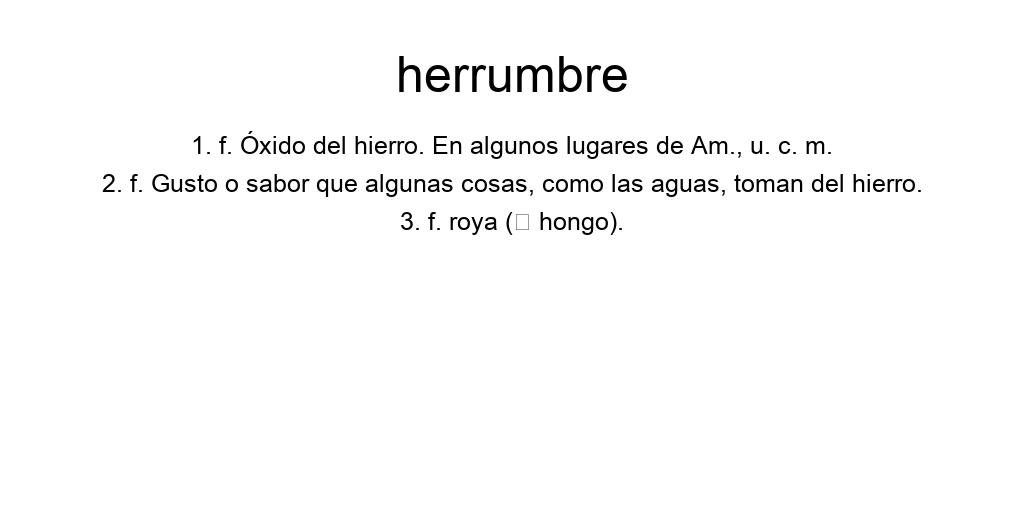 herrumbre
1. f. Óxido del hierro. En algunos lugares de Am., u. c. m.
2. f. Gusto o sabor que algunas cosas, como las aguas, toman del hierro.
3. f. roya (□ hongo).